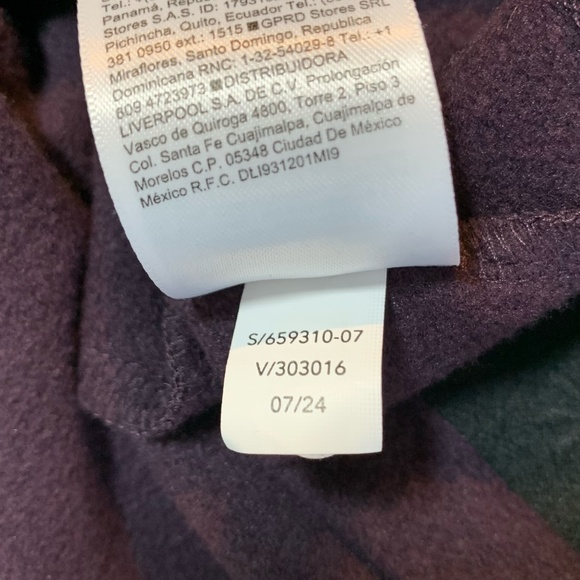 Panamá, Repú
Stores S.A.S. ID: 1793
Pichincha, Quito, Ecuador Tel.:
381 0950 ext.: 1515 ■ GPRD Stores SRL
Miraflores, Santo Domingo, Republica
Dominicana RNC: 1-32-54029-8 Tel.: +1
809 4723973 ■ DISTRIBUIDORA
LIVERPOOL S.A. DE C.V. Prolongación
Vasco de Quiroga 4800, Torre 2, Piso 3
Col. Santa Fe Cuajimalpa, Cuajimalpa de
Morelos C.P. 05348 Ciudad De México
México R.F.C. DLI931201MI9
S/659310-07
V/303016
07/24